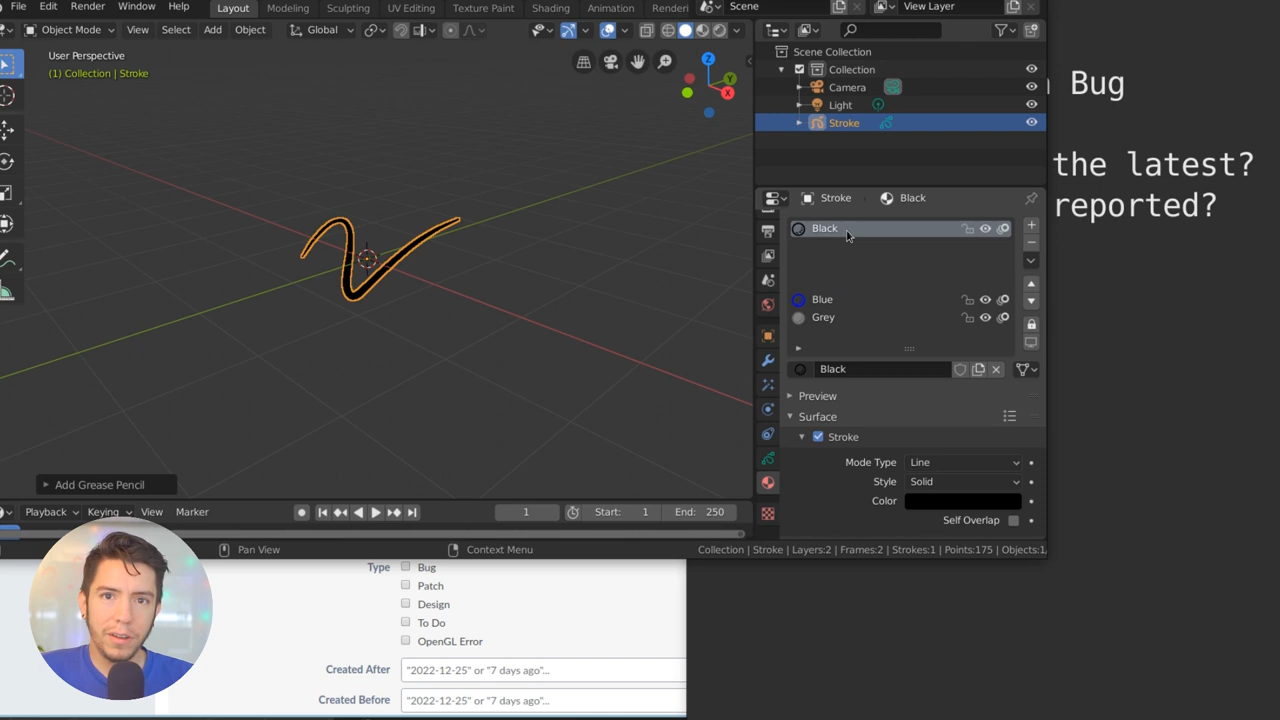 File Edit Render Window Help Layout Modeling Sculpting UV Editing Texture Paint Shading Animation Scene View Layer
Object Mode View Select Add Object Global
User Perspective
(1) Collection | Stroke
Z
Y
X
Add Grease Pencil
Scene Collection
Collection
Camera
Light
Stroke
Stroke Black
Black
Blue
Grey
Black
Preview
Surface
Stroke
Mode Type Line
Style Solid
Color
Self Overlap
Playback Keying View Marker 1 Start: 1 End: 250
Pan View Context Menu Collection | Stroke | Layers:2 | Frames:2 | Strokes:1 | Points:175 | Objects:1
Bug
the latest?
reported?
Type Bug
Patch
Design
To Do
OpenGL Error
Created After "2022-12-25" or "7 days ago"...
Created Before "2022-12-25" or "7 days ago"...